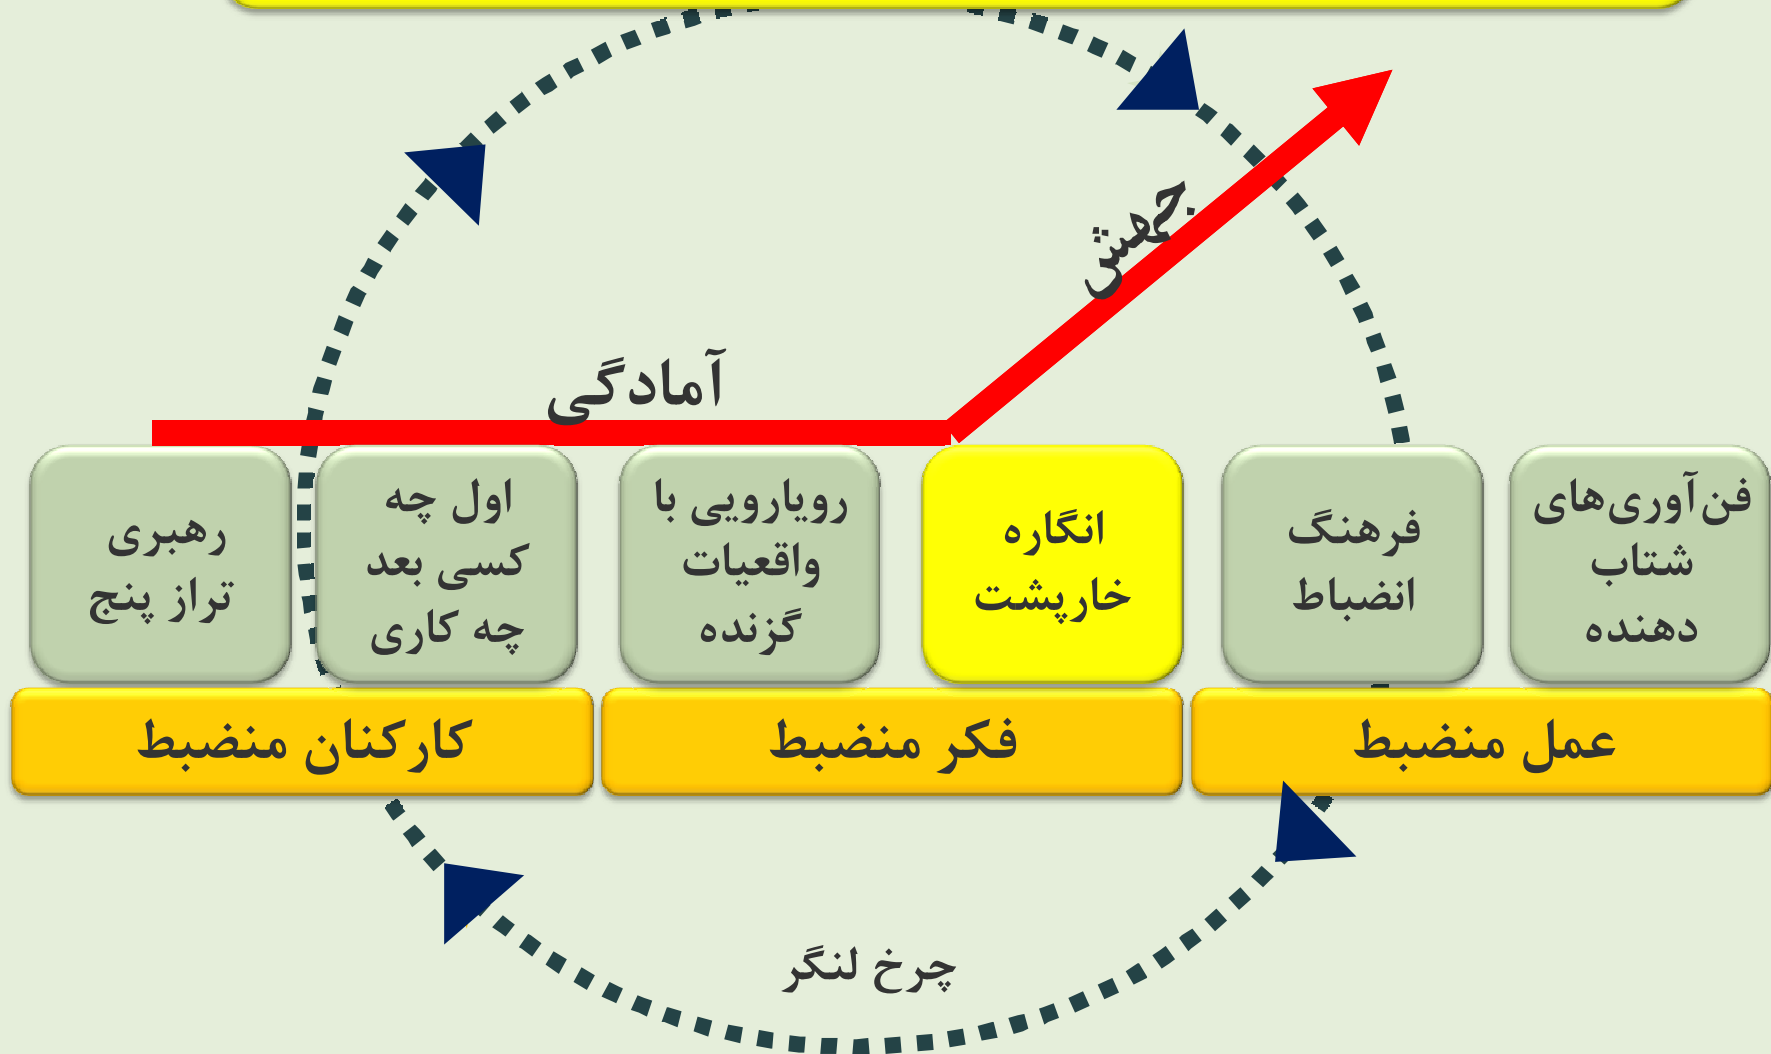 جهش
آمادگی
رهبری
تراز پنج
اول چه
کسی بعد
چه کاری
رویارویی با
واقعیات
گزنده
انگاره
خارپشت
فرهنگ
انضباط
فن‌آوری‌های
شتاب
دهنده
کارکنان منضبط
فکر منضبط
عمل منضبط
چرخ لنگر